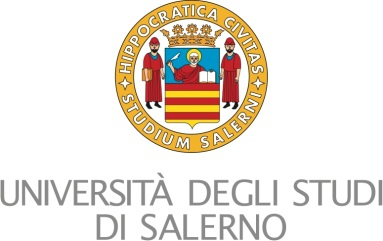 HIPPOCRATICA CIVITAS
STUDIUM SALERNI
UNIVERSITÀ DEGLI STUDI
DI SALERNO